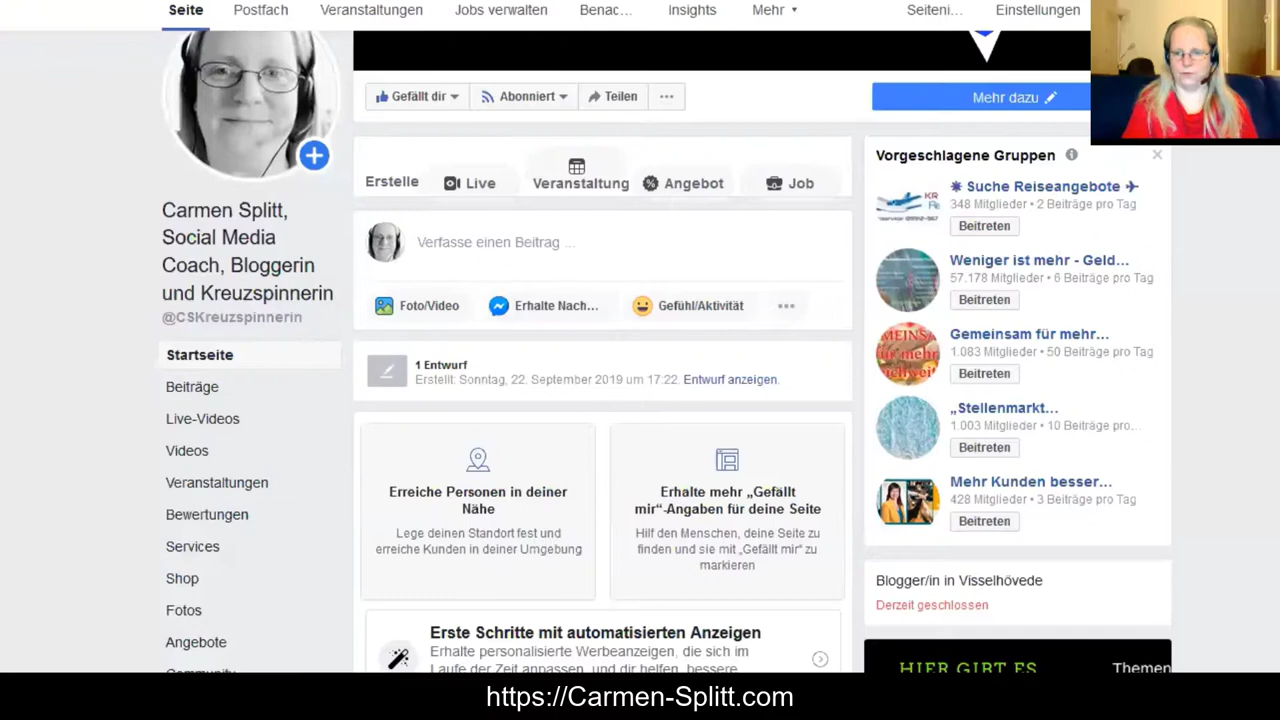 Seite Postfach Veranstaltungen Jobs verwalten Benac... Insights Mehr Seiteni... Einstellungen
Gefällt dir Abonniert Teilen ...
Mehr dazu
Carmen Splitt,
Social Media
Coach, Bloggerin
und Kreuzspinnerin
@CSKreuzspinnerin
Startseite
Beiträge
Live-Videos
Videos
Veranstaltungen
Bewertungen
Services
Shop
Fotos
Angebote
Community
Erstelle Live Veranstaltung Angebot Job
Verfasse einen Beitrag ...
Foto/Video Erhalte Nach... Gefühl/Aktivität
1 Entwurf
Erstellt: Sonntag, 22. September 2019 um 17:22. Entwurf anzeigen.
Erreiche Personen in deiner
Nähe
Lege deinen Standort fest und
erreiche Kunden in deiner Umgebung
Erhalte mehr „Gefällt
mir“-Angaben für deine Seite
Hilf den Menschen, deine Seite zu
finden und sie mit „Gefällt mir“ zu
markieren
Erste Schritte mit automatisierten Anzeigen
Erhalte personalisierte Werbeanzeigen, die sich im
Laufe der Zeit anpassen, und dir helfen, bessere
Vorgeschlagene Gruppen
Suche Reiseangebote
348 Mitglieder • 2 Beiträge pro Tag
Beitreten
Weniger ist mehr - Geld...
57.178 Mitglieder • 6 Beiträge pro Tag
Beitreten
Gemeinsam für mehr...
1.083 Mitglieder • 50 Beiträge pro Tag
Beitreten
„Stellenmarkt...
1.003 Mitglieder • 10 Beiträge pro...
Beitreten
Mehr Kunden besser...
428 Mitglieder • 3 Beiträge pro Tag
Beitreten
Blogger/in in Visselhövede
Derzeit geschlossen
HIER GIBT ES Themen
https://Carmen-Splitt.com